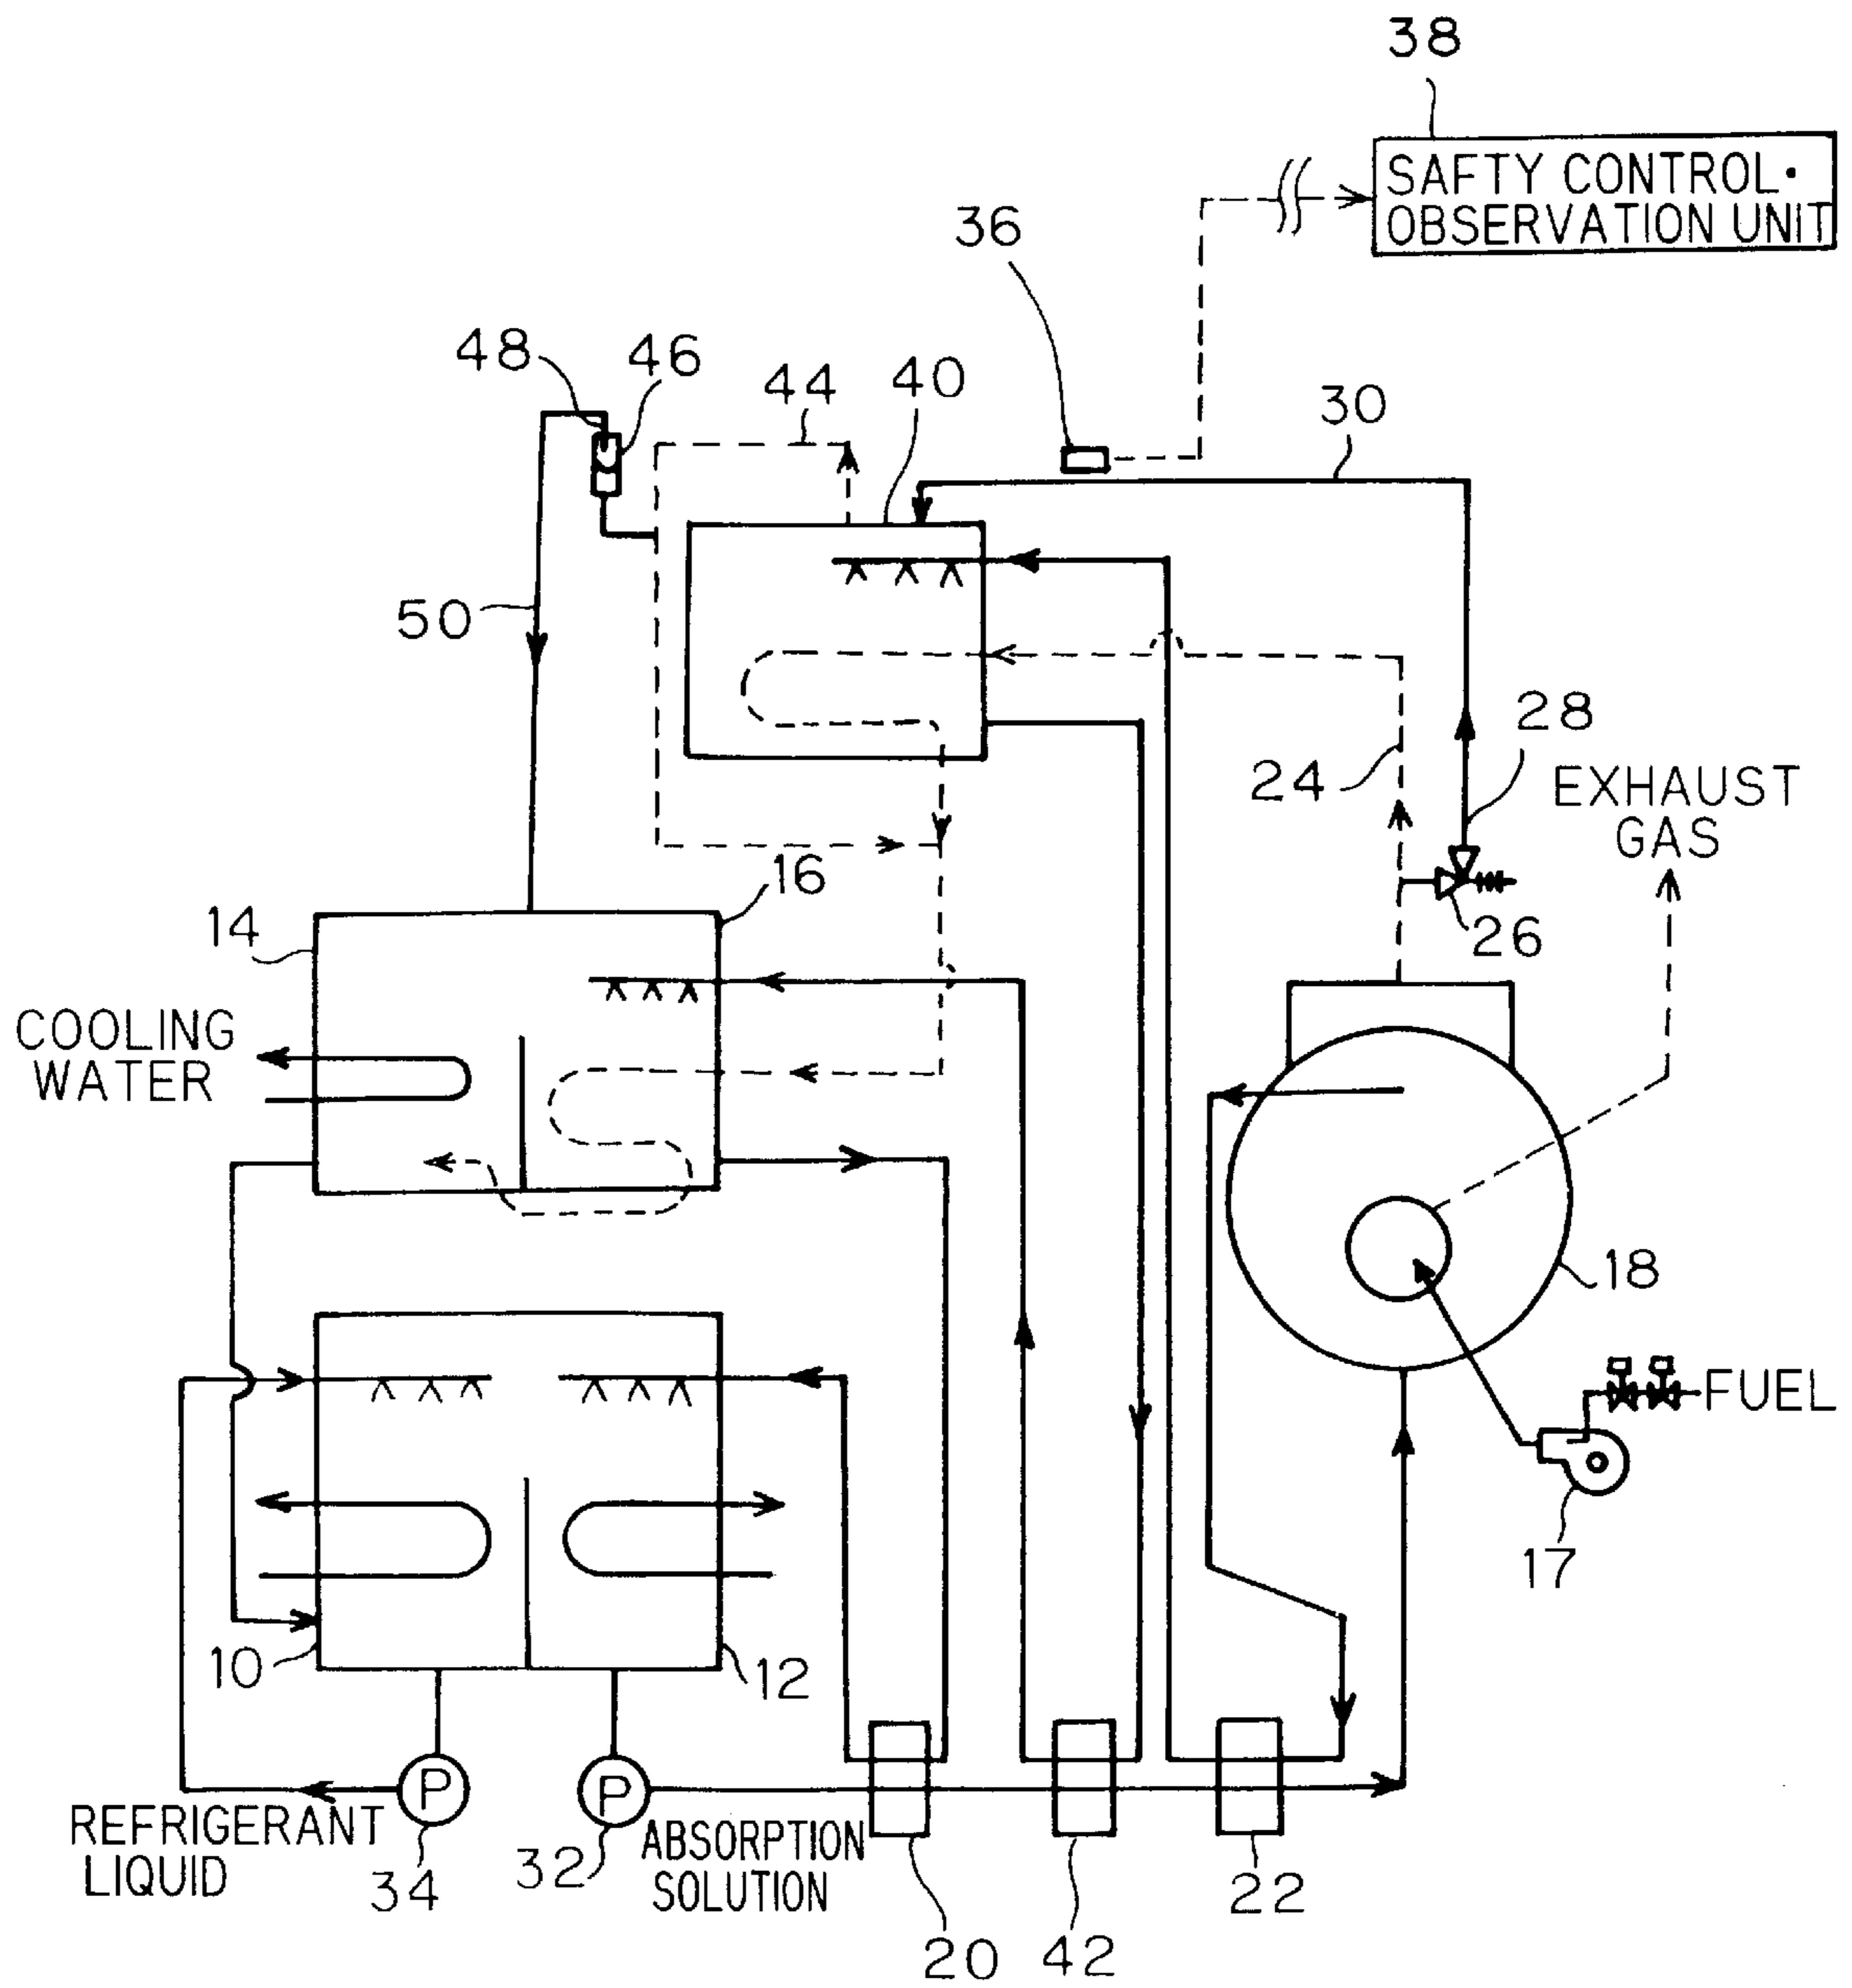 38
SAFTY CONTROL·
OBSERVATION UNIT
36
48
46
44
40
30
50
28
24
EXHAUST
GAS
16
14
26
COOLING
WATER
18
FUEL
17
10
12
P
P
REFRIGERANT
LIQUID
34
32
ABSORPTION
SOLUTION
22
20
42